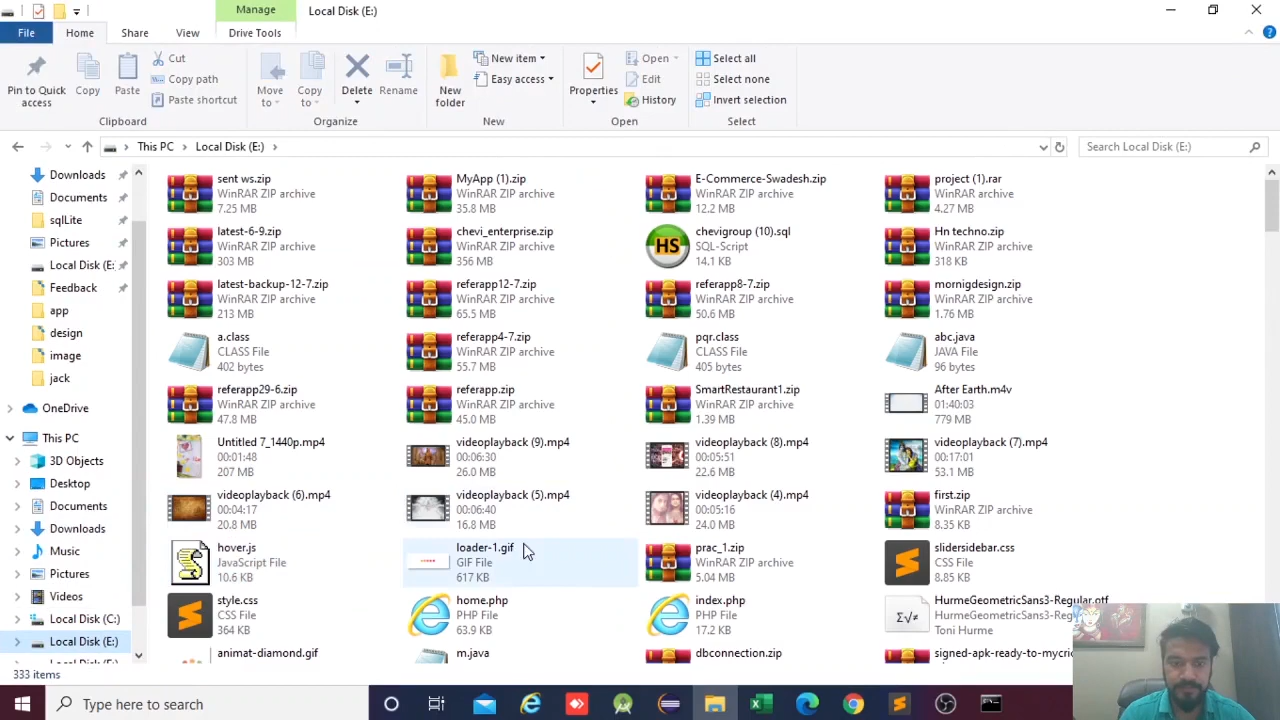 Manage
Local Disk (E:)
File
Home
Share
View
Drive Tools
Pin to Quick
access
Copy
Paste
Cut
Copy path
Paste shortcut
Move
to
Copy
to
Delete
Rename
New
folder
New item
Easy access
Properties
Open
Edit
History
Select all
Select none
Invert selection
Clipboard
Organize
New
Open
Select
This PC
Local Disk (E:)
Search Local Disk (E:)
Downloads
Documents
sqlLite
Pictures
Local Disk (E:
Feedback
app
design
image
jack
OneDrive
This PC
3D Objects
Desktop
Documents
Downloads
Music
Pictures
Videos
Local Disk (C:)
Local Disk (E:)
sent ws.zip
WinRAR ZIP archive
7.25 MB
MyApp (1).zip
WinRAR ZIP archive
35.8 MB
E-Commerce-Swadesh.zip
WinRAR ZIP archive
12.2 MB
project (1).rar
WinRAR archive
4.27 MB
latest-6-9.zip
WinRAR ZIP archive
303 MB
chevi_enterprise.zip
WinRAR ZIP archive
356 MB
HS
chevigroup (10).sql
SQL-Script
14.1 KB
Hn techno.zip
WinRAR ZIP archive
318 KB
latest-backup-12-7.zip
WinRAR ZIP archive
213 MB
referapp12-7.zip
WinRAR ZIP archive
65.5 MB
referapp8-7.zip
WinRAR ZIP archive
50.6 MB
mornigdesign.zip
WinRAR ZIP archive
1.76 MB
a.class
CLASS File
402 bytes
referapp4-7.zip
WinRAR ZIP archive
55.7 MB
pqr.class
CLASS File
405 bytes
abc.java
JAVA File
96 bytes
referapp29-6.zip
WinRAR ZIP archive
47.8 MB
referapp.zip
WinRAR ZIP archive
45.0 MB
SmartRestaurant1.zip
WinRAR ZIP archive
1.39 MB
After Earth.m4v
01:40:03
779 MB
Untitled 7_1440p.mp4
00:01:48
207 MB
videoplayback (9).mp4
00:06:30
26.0 MB
videoplayback (8).mp4
00:05:51
22.6 MB
videoplayback (7).mp4
00:17:01
53.1 MB
videoplayback (6).mp4
00:04:17
20.8 MB
videoplayback (5).mp4
00:06:40
16.8 MB
videoplayback (4).mp4
00:05:16
24.0 MB
first.zip
WinRAR ZIP archive
8.35 KB
hover.js
JavaScript File
10.6 KB
loader-1.gif
GIF File
617 KB
prac_1.zip
WinRAR ZIP archive
5.04 MB
slidersidebar.css
CSS File
8.85 KB
style.css
CSS File
364 KB
home.php
PHP File
63.9 KB
index.php
PHP File
17.2 KB
Σ√≠
HurmeGeometricSans3-Regular.otf
HurmeGeometricSans3-Reg
Toni Hurme
animat-diamond.gif
m.java
dbconnection.zip
signed-apk-ready-to-mycric
333 items
Type here to search